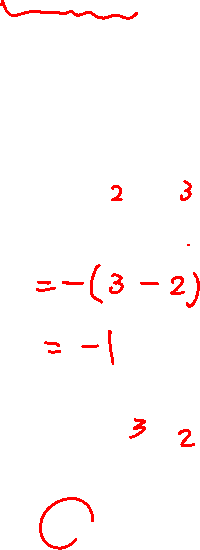 2 3
=-(3-2)
=-1
3 2